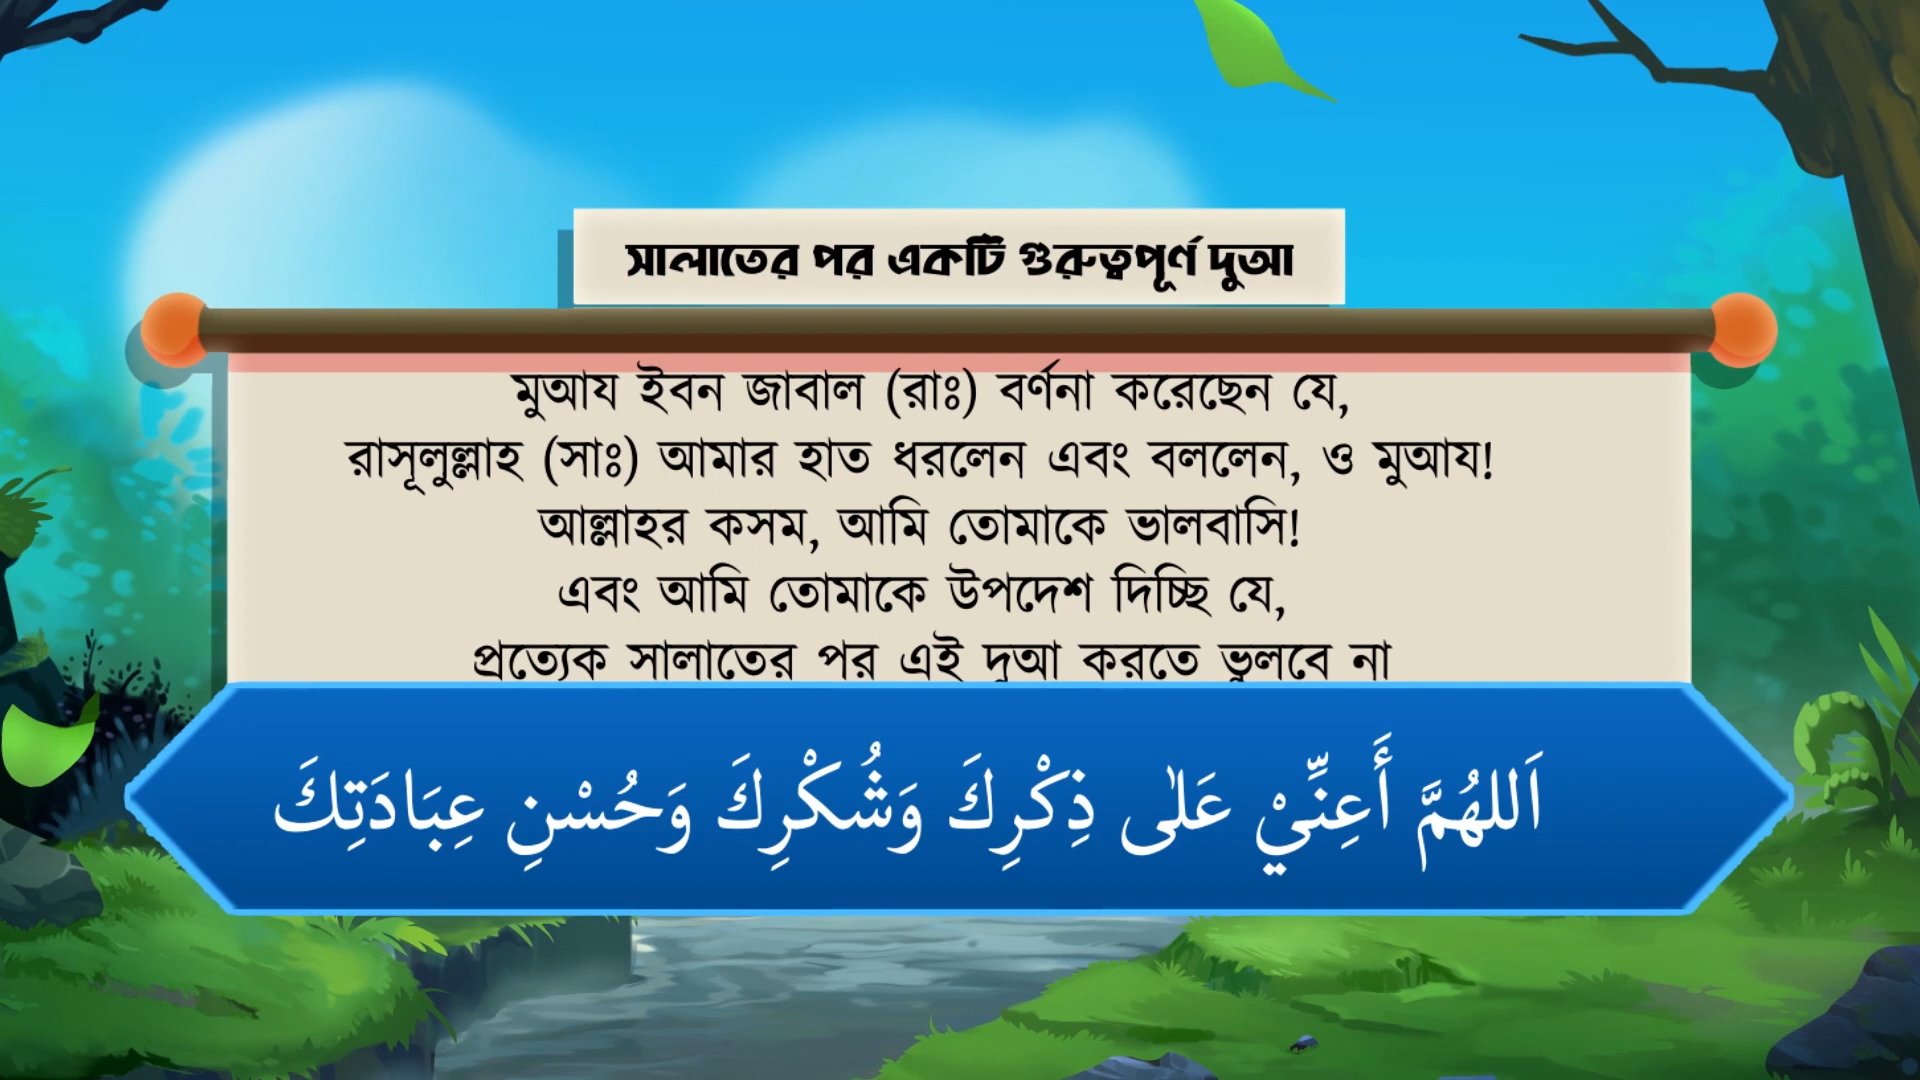 সালাতের পর একটি গুরুত্বপূর্ণ দুআ
মুআয ইবন জাবাল (রাঃ) বর্ণনা করেছেন যে,
রাসূলুল্লাহ (সাঃ) আমার হাত ধরলেন এবং বললেন, ও মুআয!
আল্লাহর কসম, আমি তোমাকে ভালবাসি!
এবং আমি তোমাকে উপদেশ দিচ্ছি যে,
প্রত্যেক সালাতের পর এই দুআ করতে ভুলবে না
اَللهُمَّ أَعِنِّيْ عَلٰى ذِكْرِكَ وَشُكْرِكَ وَحُسْنِ عِبَادَتِكَ